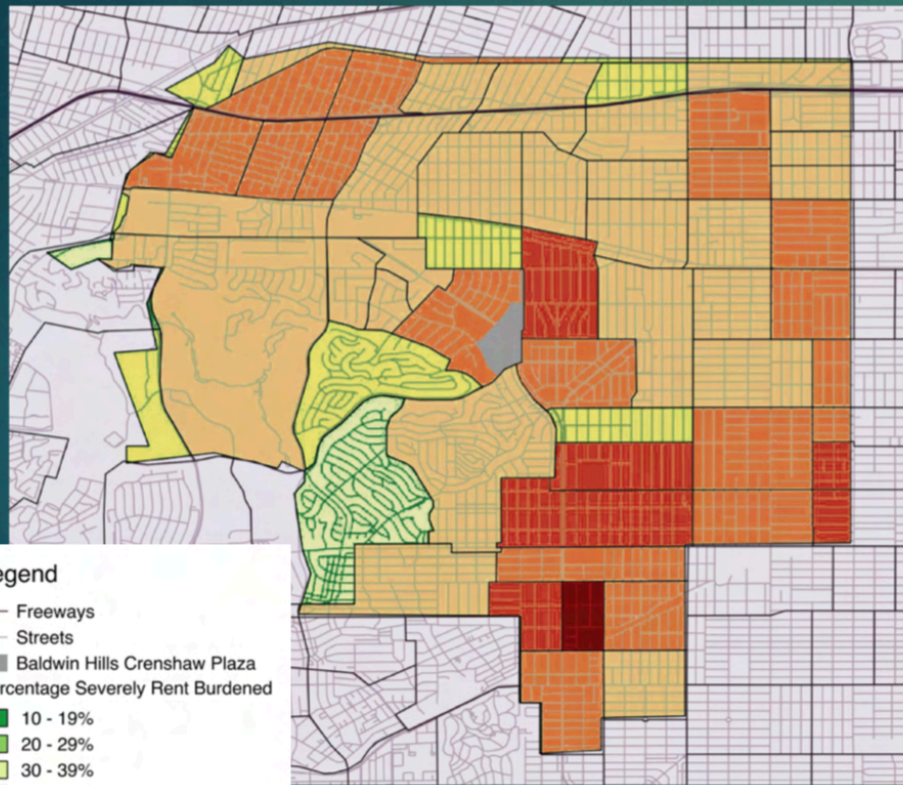 egend
Freeways
Streets
Baldwin Hills Crenshaw Plaza
rcentage Severely Rent Burdened
10 - 19%
20 - 29%
30 - 39%